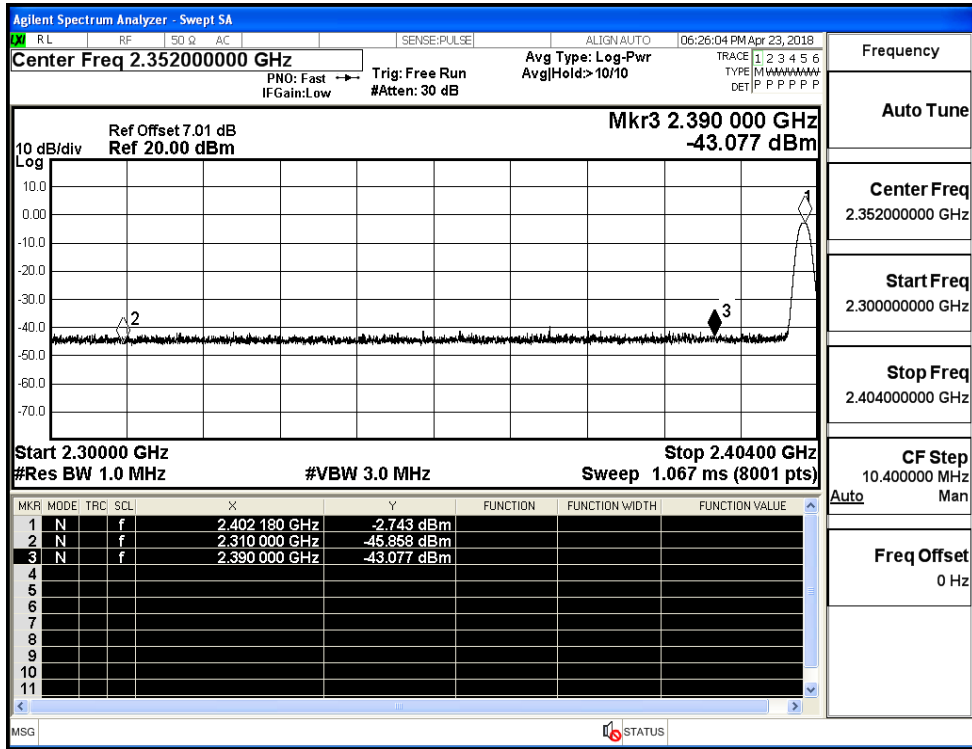 Agilent Spectrum Analyzer - Swept SA
LXI RL RF 50 Ω AC SENSE:PULSE ALIGN AUTO 06:26:04 PM Apr 23, 2018
Center Freq 2.352000000 GHz
PNO: Fast Trig: Free Run Avg Type: Log-Pwr TRACE 1 2 3 4 5 6
IFGain:Low #Atten: 30 dB Avg|Hold:>10/10 TYPE M WWWWW
DET P P P P P P
Mkr3 2.390 000 GHz
-43.077 dBm
Ref Offset 7.01 dB
10 dB/div Ref 20.00 dBm
Log
10.0
0.00
-10.0
-20.0
-30.0
-40.0
-50.0
-60.0
-70.0
1
2
3
Start 2.30000 GHz Stop 2.40400 GHz
#Res BW 1.0 MHz #VBW 3.0 MHz Sweep 1.067 ms (8001 pts)
MKR MODE TRC SCL X Y FUNCTION FUNCTION WIDTH FUNCTION VALUE
1 N f 2.402 180 GHz -2.743 dBm
2 N f 2.310 000 GHz -45.858 dBm
3 N f 2.390 000 GHz -43.077 dBm
4
5
6
7
8
9
10
11
MSG STATUS
Frequency
Auto Tune
Center Freq
2.352000000 GHz
Start Freq
2.300000000 GHz
Stop Freq
2.404000000 GHz
CF Step
10.400000 MHz
Auto Man
Freq Offset
0 Hz